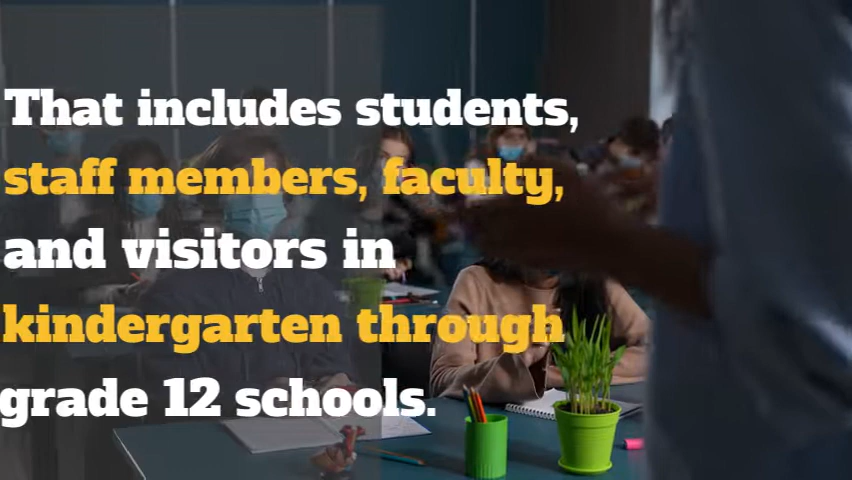 That includes students,
staff members, faculty,
and visitors in
kindergarten through
grade 12 schools.